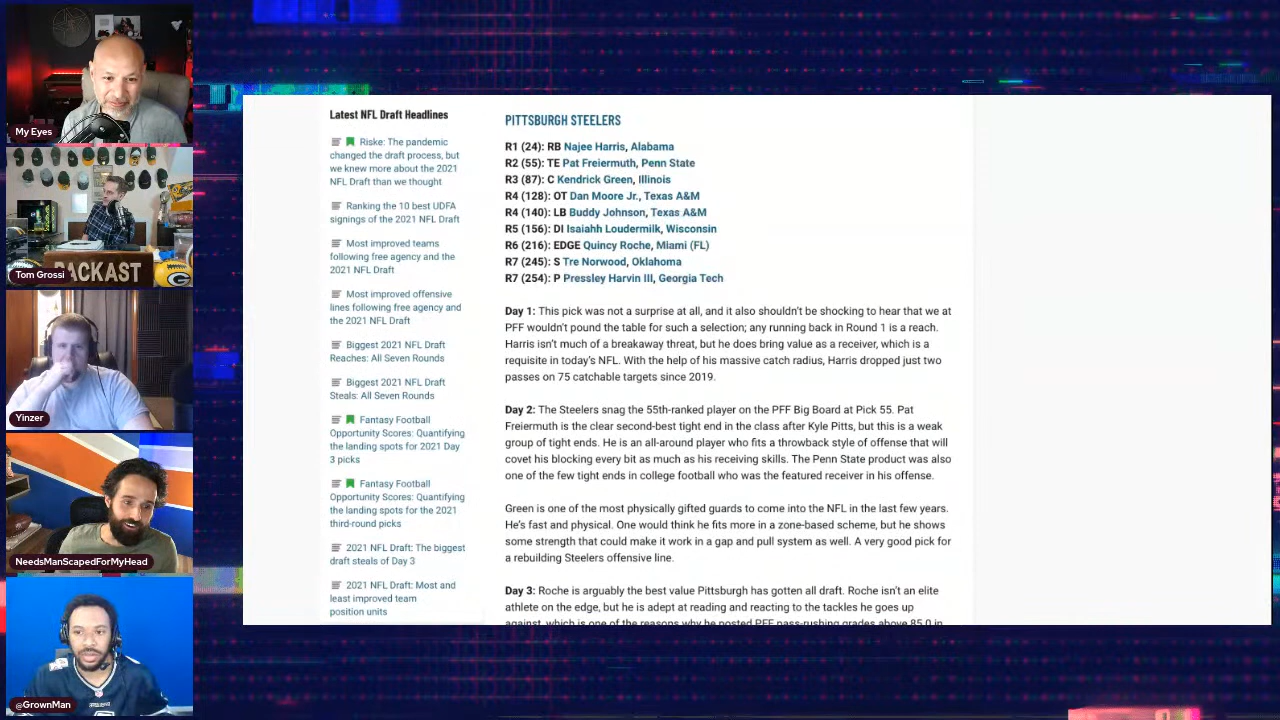 My Eyes
PACKAST
Tom Grossi
Yinzer
NeedsManScapedForMyHead
@GrownMan
Latest NFL Draft Headlines
Riske: The pandemic
changed the draft process, but
we knew more about the 2021
NFL Draft than we thought
Ranking the 10 best UDFA
signings of the 2021 NFL Draft
Most improved teams
following free agency and the
2021 NFL Draft
Most improved offensive
lines following free agency and
the 2021 NFL Draft
Biggest 2021 NFL Draft
Reaches: All Seven Rounds
Biggest 2021 NFL Draft
Steals: All Seven Rounds
Fantasy Football
Opportunity Scores: Quantifying
the landing spots for 2021 Day
3 picks
Fantasy Football
Opportunity Scores: Quantifying
the landing spots for the 2021
third-round picks
2021 NFL Draft: The biggest
draft steals of Day 3
2021 NFL Draft: Most and
least improved team
position units
PITTSBURGH STEELERS
R1 (24): RB Najee Harris, Alabama
R2 (55): TE Pat Freiermuth, Penn State
R3 (87): C Kendrick Green, Illinois
R4 (128): OT Dan Moore Jr., Texas A&M
R4 (140): LB Buddy Johnson, Texas A&M
R5 (156): DI Isaiahh Loudermilk, Wisconsin
R6 (216): EDGE Quincy Roche, Miami (FL)
R7 (245): S Tre Norwood, Oklahoma
R7 (254): P Pressley Harvin III, Georgia Tech
Day 1: This pick was not a surprise at all, and it also shouldn't be shocking to hear that we at
PFF wouldn't pound the table for such a selection; any running back in Round 1 is a reach.
Harris isn't much of a breakaway threat, but he does bring value as a receiver, which is a
requisite in today's NFL. With the help of his massive catch radius, Harris dropped just two
passes on 75 catchable targets since 2019.
Day 2: The Steelers snag the 55th-ranked player on the PFF Big Board at Pick 55. Pat
Freiermuth is the clear second-best tight end in the class after Kyle Pitts, but this is a weak
group of tight ends. He is an all-around player who fits a throwback style of offense that will
covet his blocking every bit as much as his receiving skills. The Penn State product was also
one of the few tight ends in college football who was the featured receiver in his offense.
Green is one of the most physically gifted guards to come into the NFL in the last few years.
He's fast and physical. One would think he fits more in a zone-based scheme, but he shows
some strength that could make it work in a gap and pull system as well. A very good pick for
a rebuilding Steelers offensive line.
Day 3: Roche is arguably the best value Pittsburgh has gotten all draft. Roche isn't an elite
athlete on the edge, but he is adept at reading and reacting to the tackles he goes up
against, which is one of the reasons why he posted PFF pass-rushing grades above 85.0 in